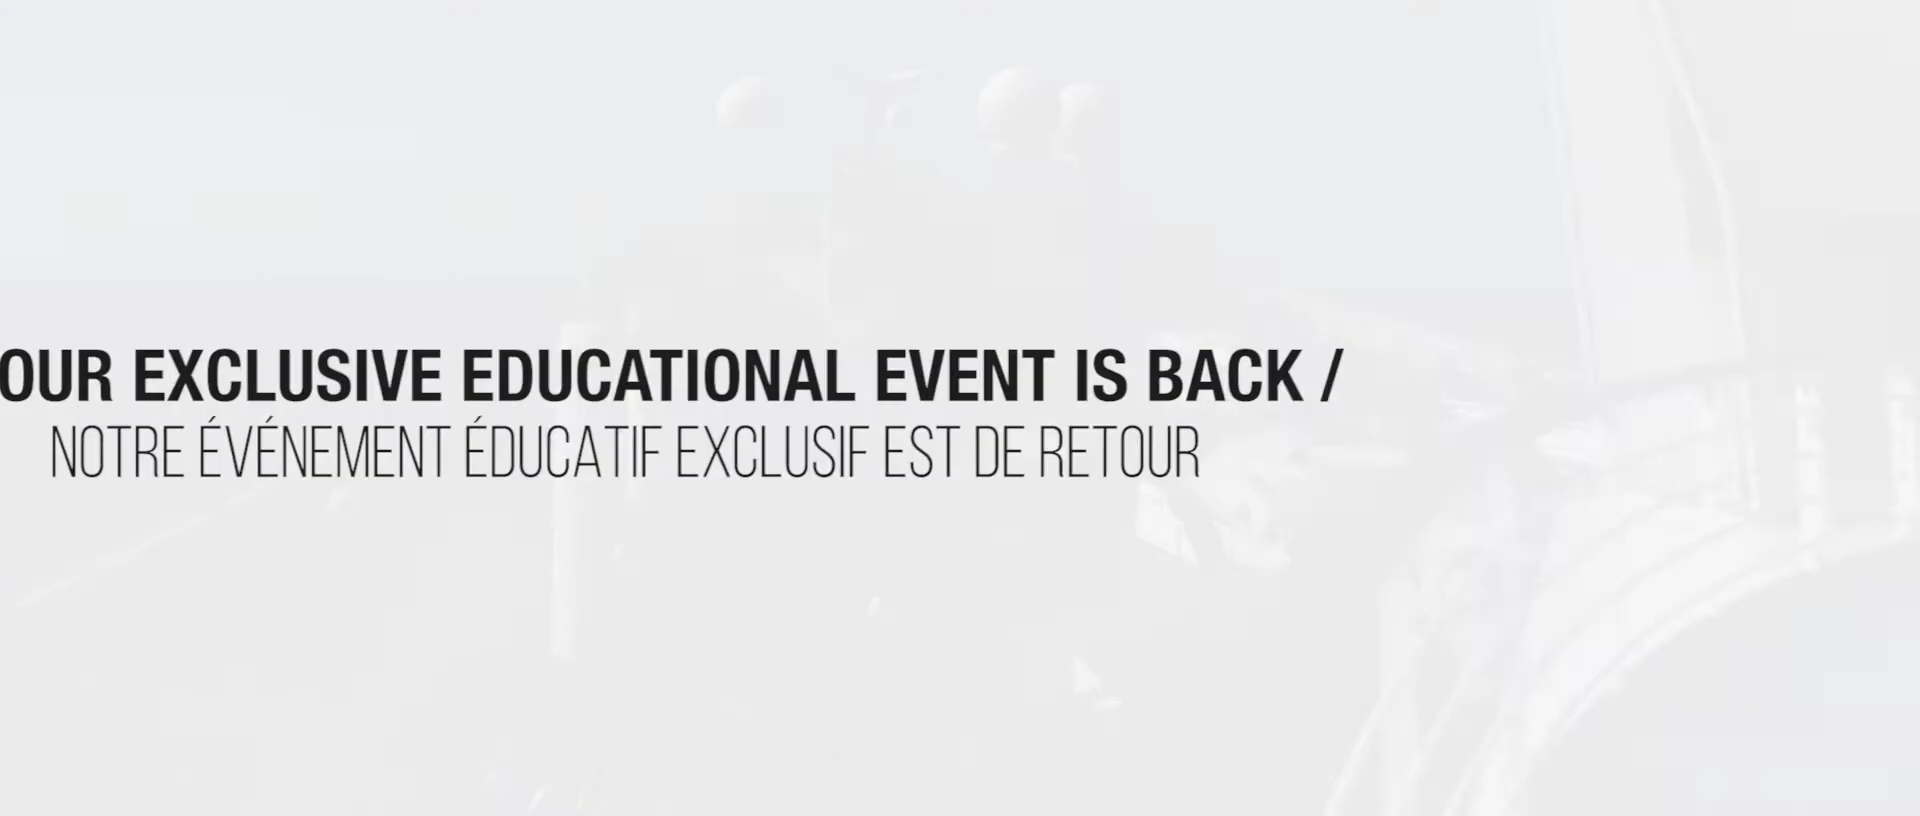 OUR EXCLUSIVE EDUCATIONAL EVENT IS BACK /
NOTRE ÉVÉNEMENT ÉDUCATIF EXCLUSIF EST DE RETOUR